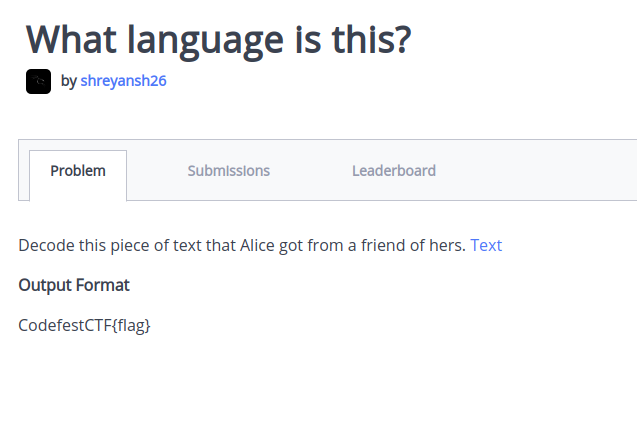 What language is this?
by shreyansh26
Problem
Submissions
Leaderboard
Decode this piece of text that Alice got from a friend of hers. Text
Output Format
CodefestCTF{flag}